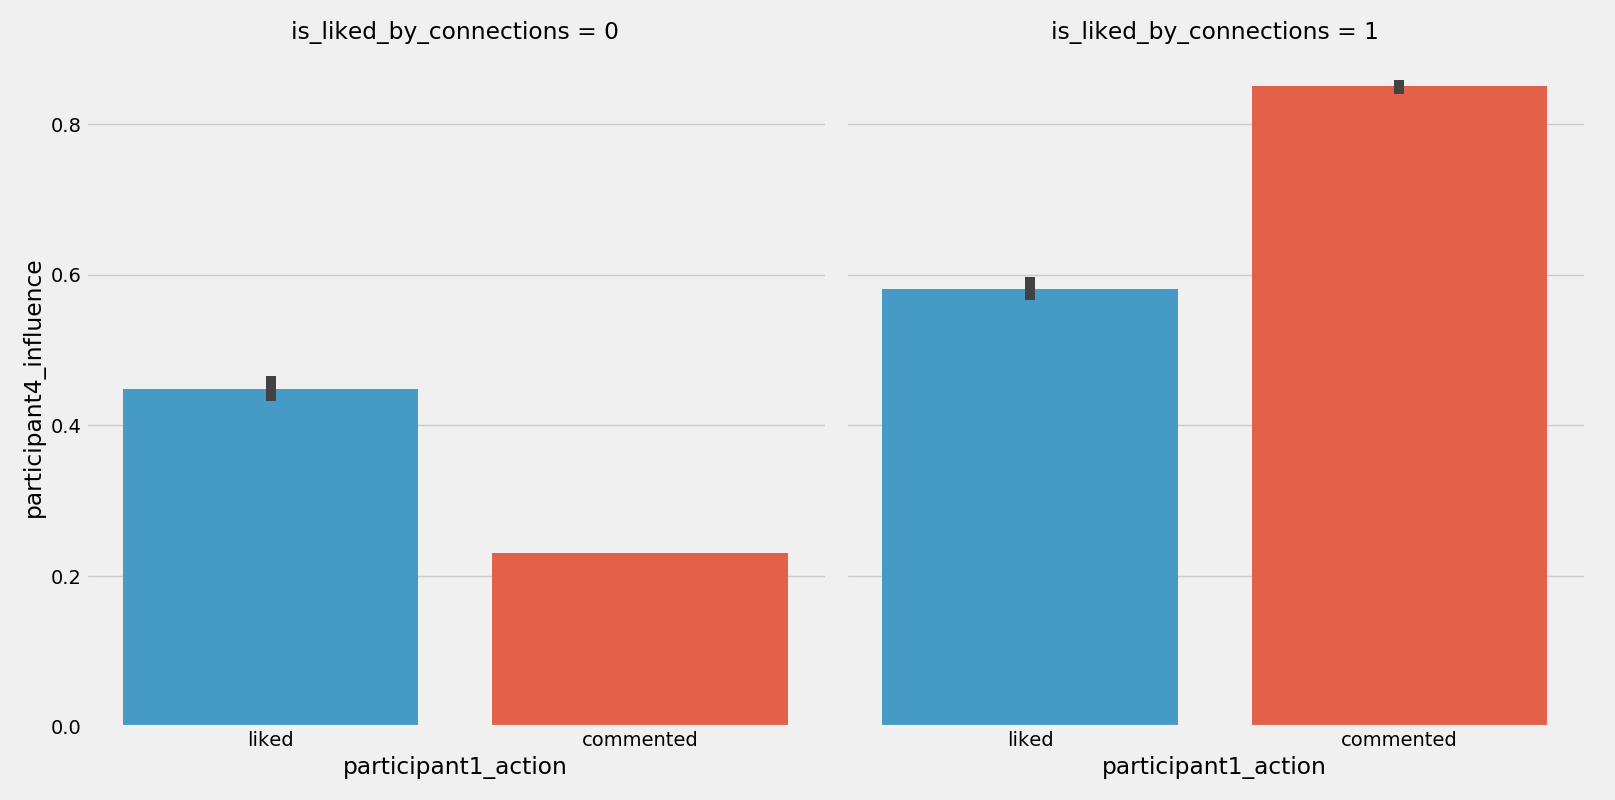 is_liked_by_connections = 0
is_liked_by_connections = 1
participant4_influence
0.8
0.6
0.4
0.2
0.0
liked
commented
liked
commented
participant1_action
participant1_action